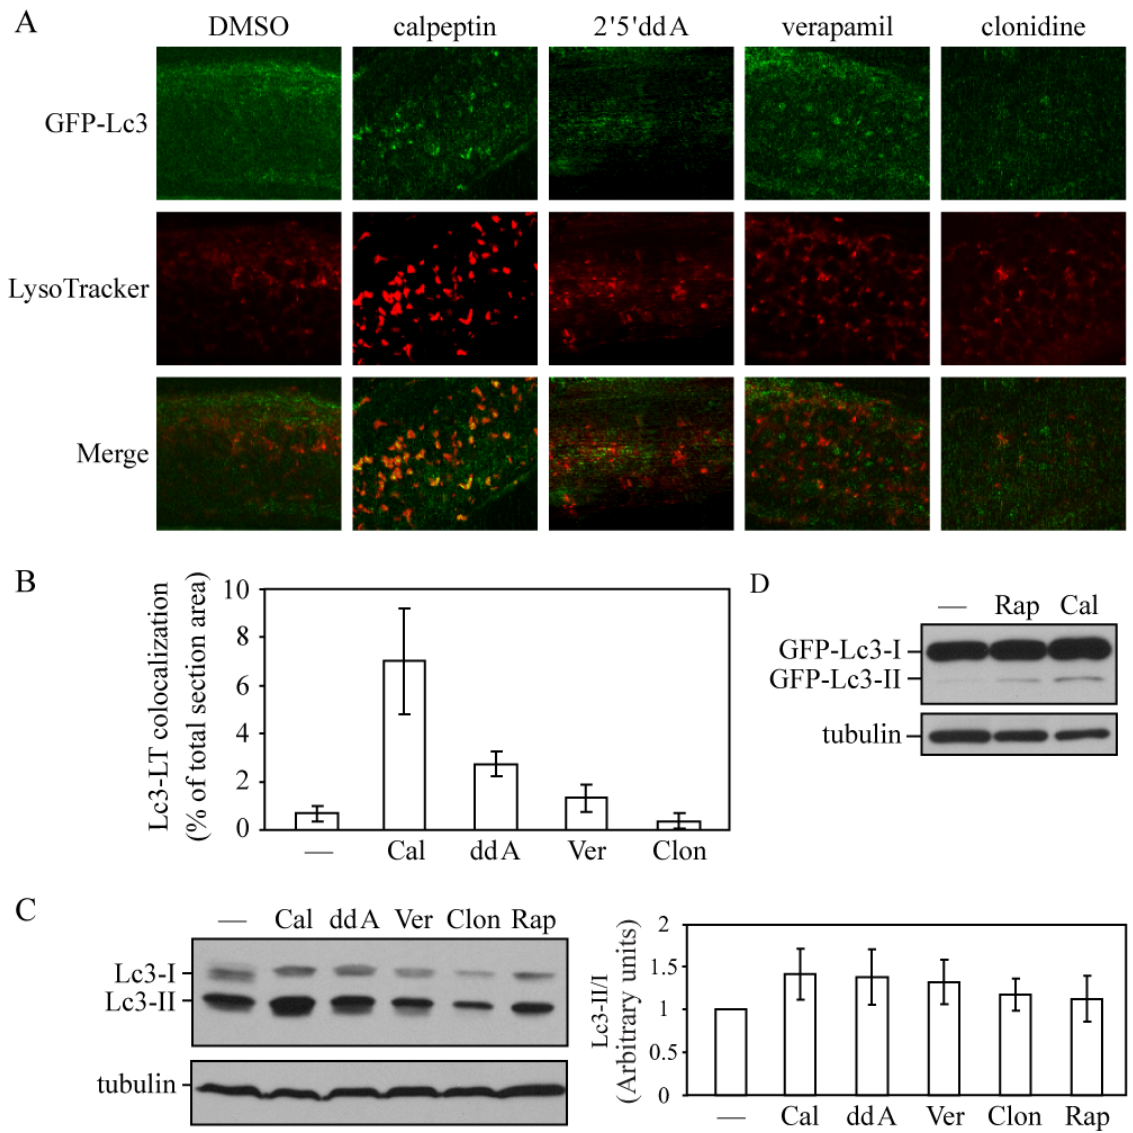 A
DMSO calpeptin 2'5'ddA verapamil clonidine
GFP-Lc3
LysoTracker
Merge
B
Lc3-LT colocalization
(% of total section area)
10
8
6
4
2
0
— Cal ddA Ver Clon
D
— Rap Cal
GFP-Lc3-I
GFP-Lc3-II
tubulin
C
— Cal ddA Ver Clon Rap
Lc3-I
Lc3-II
tubulin
Lc3-II/I
(Arbitrary units)
2
1.5
1
0.5
0
— Cal ddA Ver Clon Rap